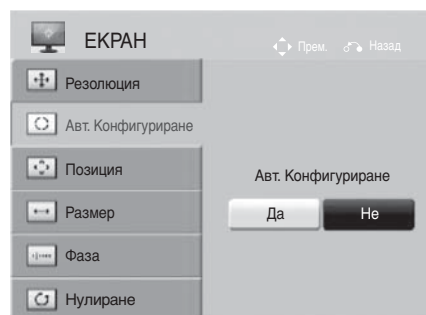 ЕКРАН
Прем. Назад
Резолюция
Авт. Конфигуриране
Позиция
Размер
Фаза
Нулиране
Авт. Конфигуриране
Да Не